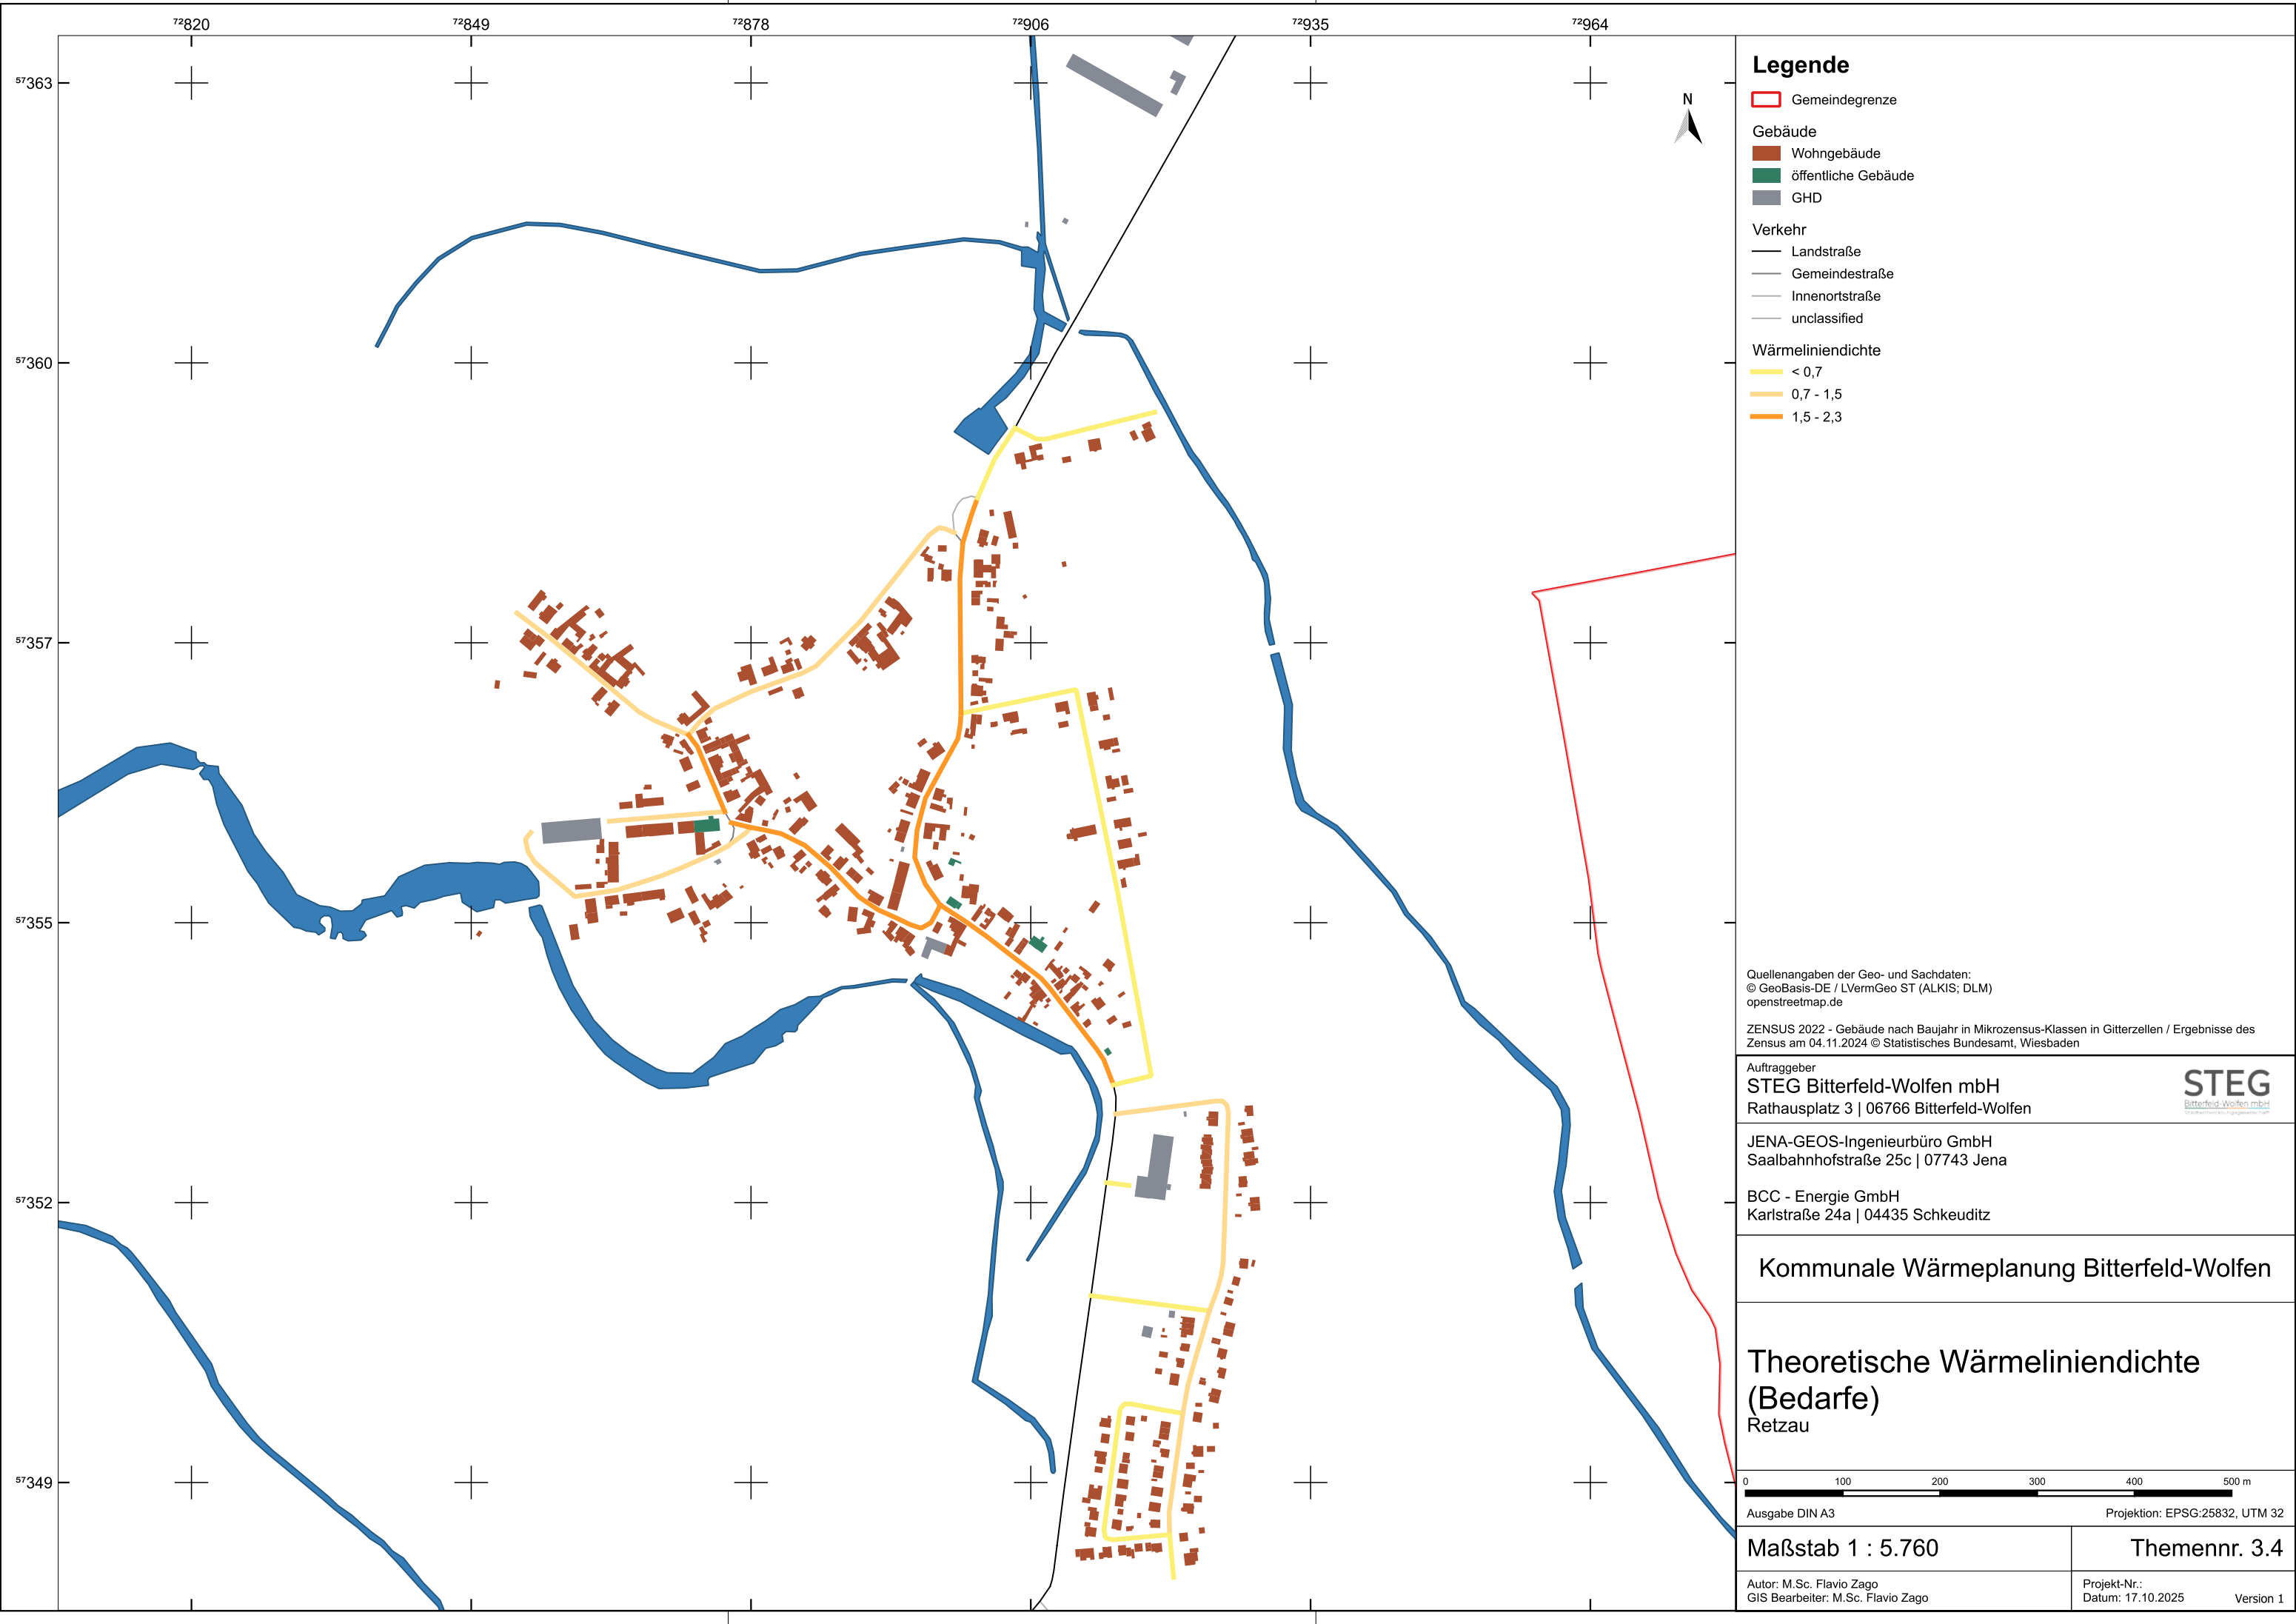 72820 72849 72878 72906 72935 72964
57363
57360
57357
57355
57352
57349
N
Legende
Gemeindegrenze
Gebäude
Wohngebäude
öffentliche Gebäude
GHD
Verkehr
Landstraße
Gemeindestraße
Innenortstraße
unclassified
Wärmeliniendichte
< 0,7
0,7 - 1,5
1,5 - 2,3
Quellenangaben der Geo- und Sachdaten:
© GeoBasis-DE / LVermGeo ST (ALKIS; DLM)
openstreetmap.de
ZENSUS 2022 - Gebäude nach Baujahr in Mikrozensus-Klassen in Gitterzellen / Ergebnisse des
Zensus am 04.11.2024 © Statistisches Bundesamt, Wiesbaden
Auftraggeber
STEG Bitterfeld-Wolfen mbH
Rathausplatz 3 | 06766 Bitterfeld-Wolfen
STEG
Bitterfeld-Wolfen mbH
JENA-GEOS-Ingenieurbüro GmbH
Saalbahnhofstraße 25c | 07743 Jena
BCC - Energie GmbH
Karlstraße 24a | 04435 Schkeuditz
Kommunale Wärmeplanung Bitterfeld-Wolfen
Theoretische Wärmeliniendichte
(Bedarfe)
Retzau
0 100 200 300 400 500 m
Ausgabe DIN A3 Projektion: EPSG:25832, UTM 32
Maßstab 1 : 5.760 Themennr. 3.4
Autor: M.Sc. Flavio Zago Projekt-Nr.:
GIS Bearbeiter: M.Sc. Flavio Zago Datum: 17.10.2025 Version 1